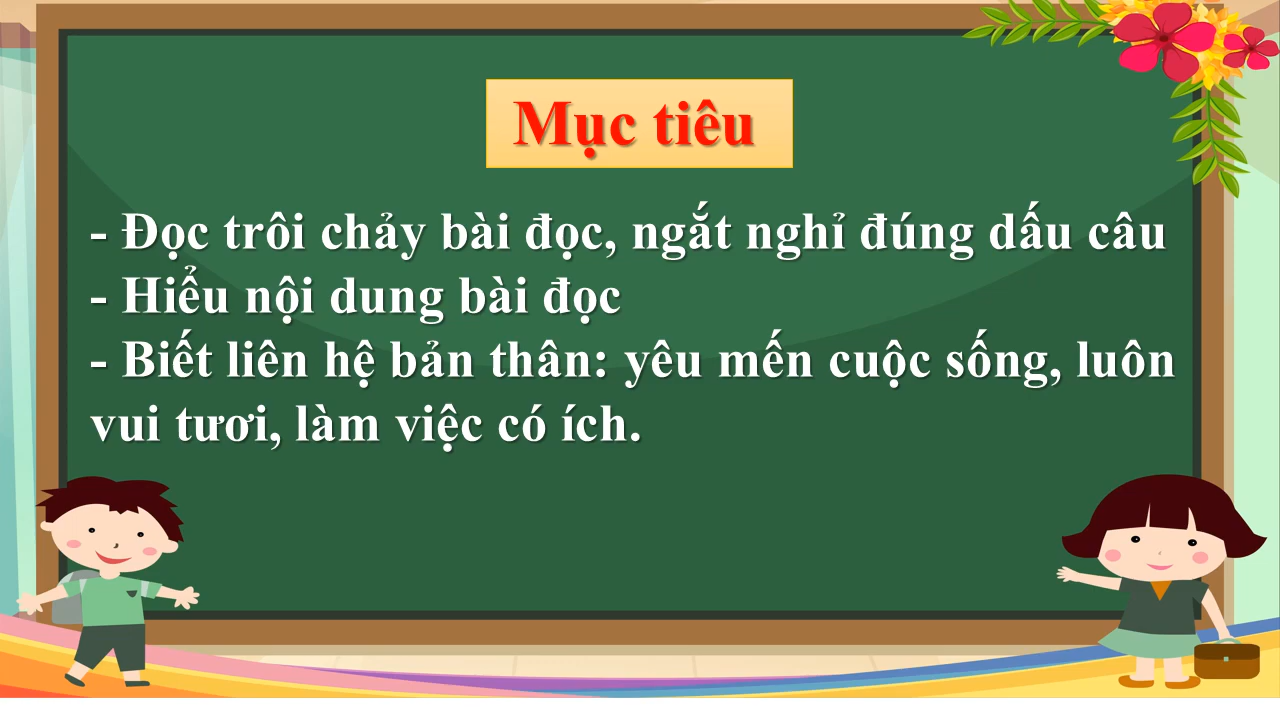 Mục tiêu
- Đọc trôi chảy bài đọc, ngắt nghỉ đúng dấu câu
- Hiểu nội dung bài đọc
- Biết liên hệ bản thân: yêu mến cuộc sống, luôn
vui tươi, làm việc có ích.